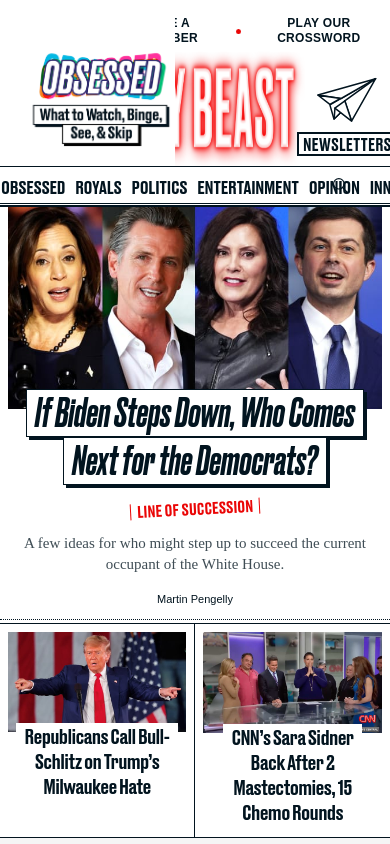 E A
BER
PLAY OUR
CROSSWORD
OBSESSED
What to Watch, Binge,
See, & Skip
Y BEAST
NEWSLETTERS
OBSESSED ROYALS POLITICS ENTERTAINMENT OPINION INN
If Biden Steps Down, Who Comes
Next for the Democrats?
LINE OF SUCCESSION
A few ideas for who might step up to succeed the current
occupant of the White House.
Martin Pengelly
CNN
Republicans Call Bull-
Schlitz on Trump’s
Milwaukee Hate
CNN’s Sara Sidner
Back After 2
Mastectomies, 15
Chemo Rounds